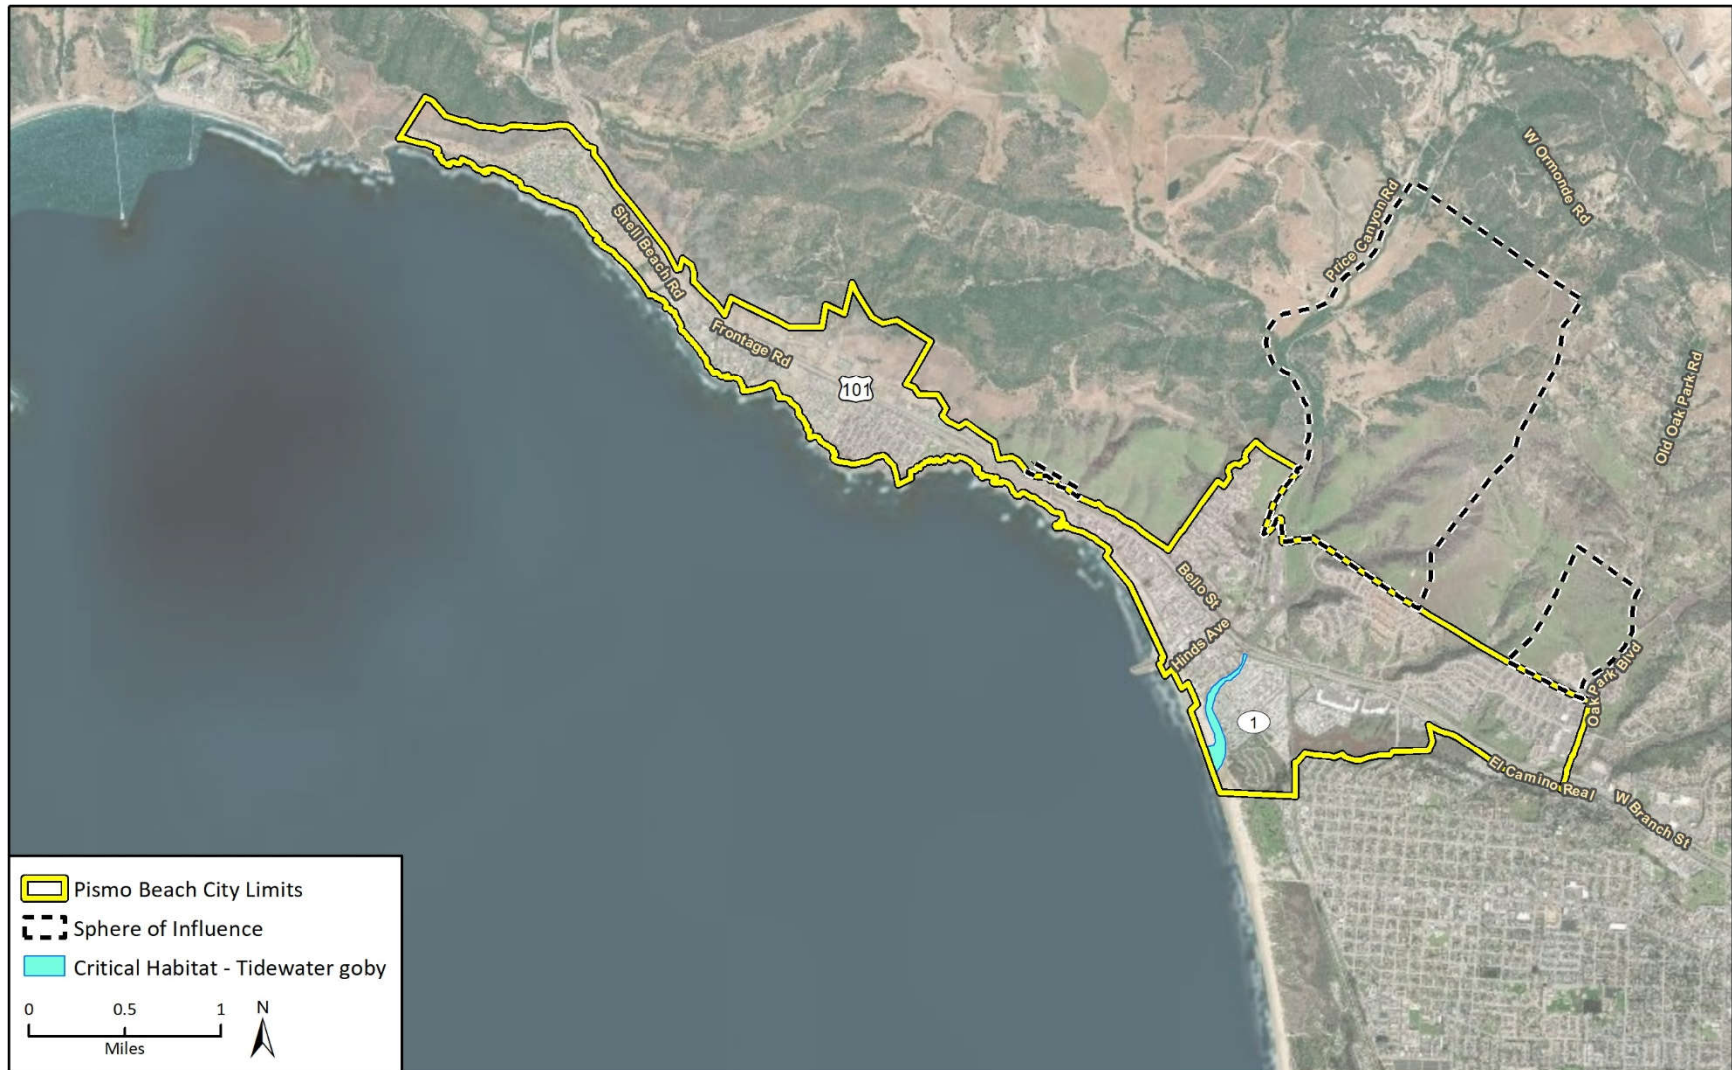 W Ormonde Rd
Price Canyon Rd
Shell Beach Rd
Frontage Rd
101
Old Oak Park Rd
Bello St
Hinds Ave
Oak Park Blvd
1
El Camino Real
W Branch St
Pismo Beach City Limits
Sphere of Influence
Critical Habitat - Tidewater goby
0 0.5 1
Miles
N